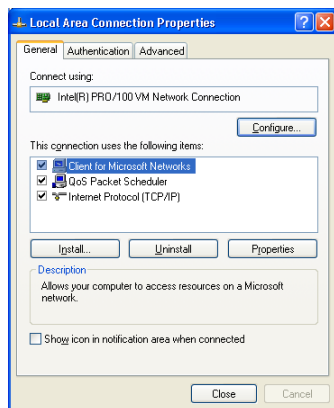 Local Area Connection Properties
General Authentication Advanced
Connect using:
Intel(R) PRO/100 VM Network Connection
Configure...
This connection uses the following items:
Client for Microsoft Networks
QoS Packet Scheduler
Internet Protocol (TCP/IP)
Install... Uninstall Properties
Description
Allows your computer to access resources on a Microsoft
network.
Show icon in notification area when connected
Close Cancel